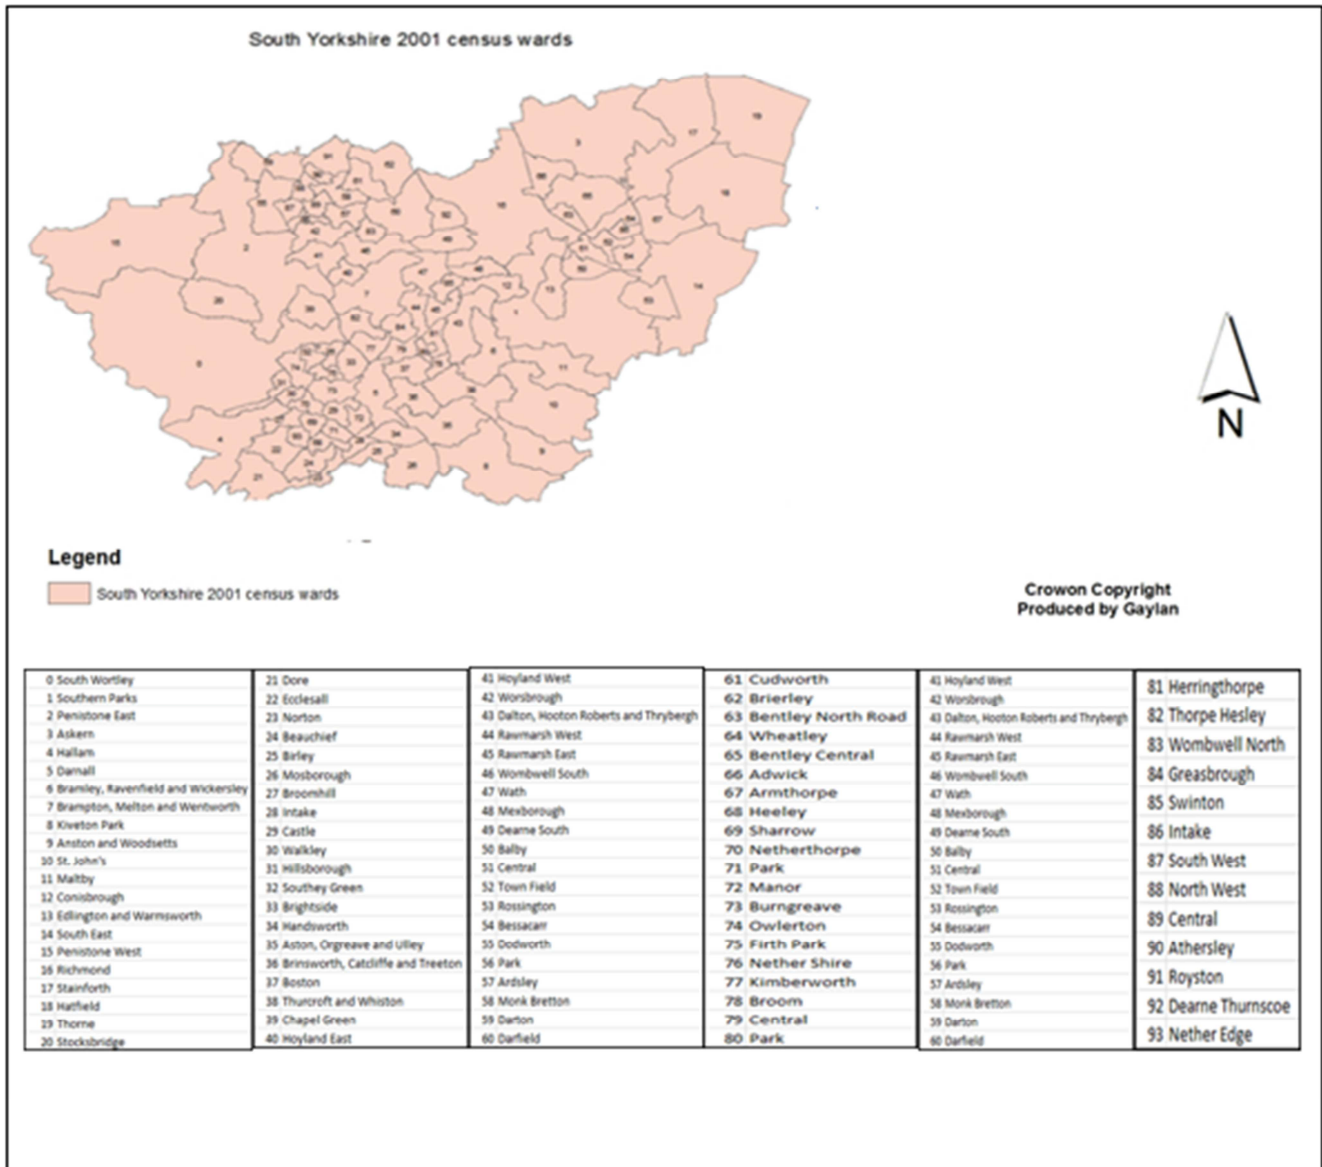 South Yorkshire 2001 census wards
N
Legend
South Yorkshire 2001 census wards
Crowon Copyright
Produced by Gaylan
0 South Wortley
1 Southern Parks
2 Penistone East
3 Askern
4 Hallam
5 Darnall
6 Bramley, Ravenfield and Wickersley
7 Brampton, Melton and Wentworth
8 Kiveton Park
9 Anston and Woodsetts
10 St. John's
11 Maltby
12 Conisbrough
13 Edlington and Warmsworth
14 South East
15 Penistone West
16 Richmond
17 Stainforth
18 Hatfield
19 Thorne
20 Stocksbridge
21 Dore
22 Ecclesall
23 Norton
24 Beauchief
25 Birley
26 Mosborough
27 Broomhill
28 Intake
29 Castle
30 Walkley
31 Hillsborough
32 Southey Green
33 Brightside
34 Handsworth
35 Aston, Orgreave and Ulley
36 Brinsworth, Catcliffe and Treeton
37 Boston
38 Thurcroft and Whiston
39 Chapel Green
40 Hoyland East
41 Hoyland West
42 Worsbrough
43 Dalton, Hooton Roberts and Thrybergh
44 Rawmarsh West
45 Rawmarsh East
46 Wombwell South
47 Wath
48 Mexborough
49 Dearne South
50 Balby
51 Central
52 Town Field
53 Rossington
54 Bessacarr
55 Dodworth
56 Park
57 Ardsley
58 Monk Bretton
59 Darton
60 Darfield
61 Cudworth
62 Brierley
63 Bentley North Road
64 Wheatley
65 Bentley Central
66 Adwick
67 Armthorpe
68 Heeley
69 Sharrow
70 Netherthorpe
71 Park
72 Manor
73 Burngreave
74 Owlerton
75 Firth Park
76 Nether Shire
77 Kimberworth
78 Broom
79 Central
80 Park
41 Hoyland West
42 Worsbrough
43 Dalton, Hooton Roberts and Thrybergh
44 Rawmarsh West
45 Rawmarsh East
46 Wombwell South
47 Wath
48 Mexborough
49 Dearne South
50 Balby
51 Central
52 Town Field
53 Rossington
54 Bessacarr
55 Dodworth
56 Park
57 Ardsley
58 Monk Bretton
59 Darton
60 Darfield
81 Herringthorpe
82 Thorpe Hesley
83 Wombwell North
84 Greasbrough
85 Swinton
86 Intake
87 South West
88 North West
89 Central
90 Athersley
91 Royston
92 Dearne Thurnscoe
93 Nether Edge